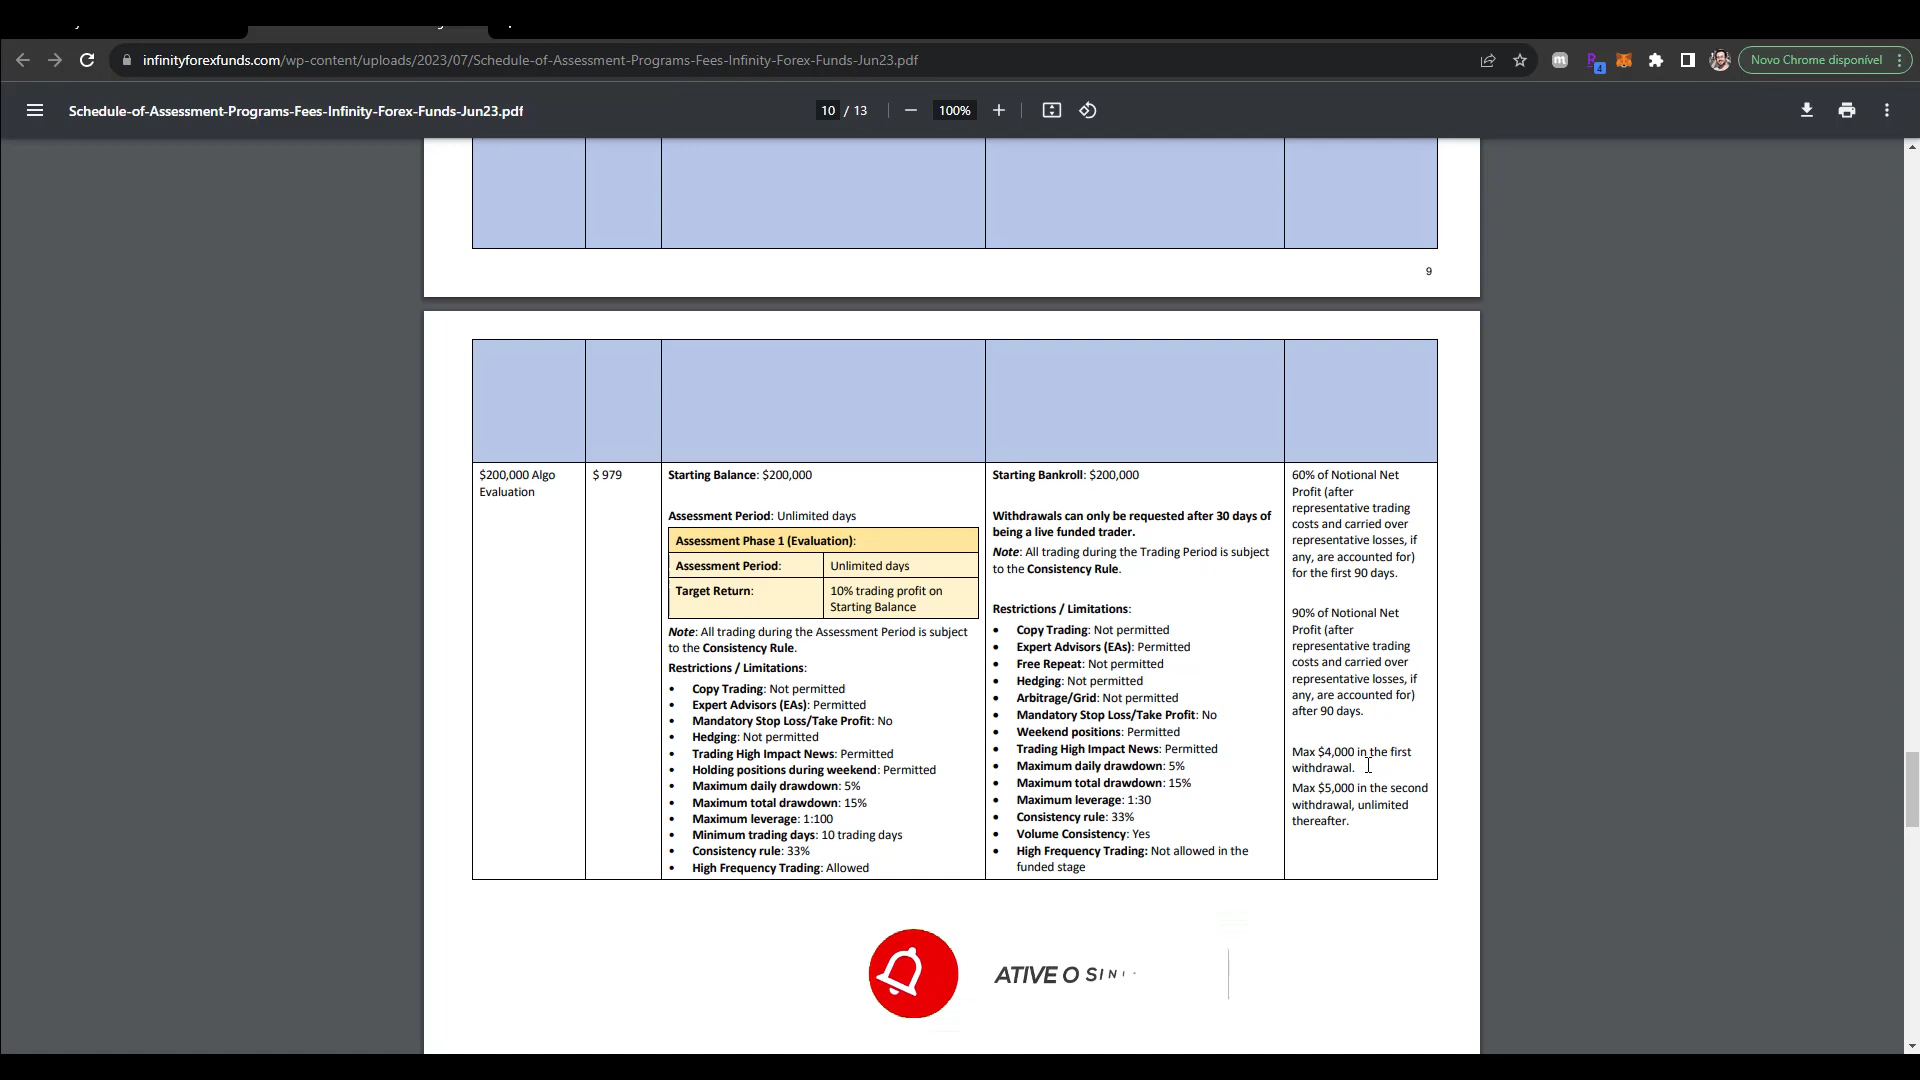 infinityforexfunds.com/wp-content/uploads/2023/07/Schedule-of-Assessment-Programs-Fees-Infinity-Forex-Funds-Jun23.pdf
4
Novo Chrome disponível
Schedule-of-Assessment-Programs-Fees-Infinity-Forex-Funds-Jun23.pdf
10 / 13
100%
9
$200,000 Algo
Evaluation
$ 979
Starting Balance: $200,000
Assessment Period: Unlimited days
Assessment Phase 1 (Evaluation):
Assessment Period: Unlimited days
Target Return: 10% trading profit on
Starting Balance
Note: All trading during the Assessment Period is subject
to the Consistency Rule.
Restrictions / Limitations:
• Copy Trading: Not permitted
• Expert Advisors (EAs): Permitted
• Mandatory Stop Loss/Take Profit: No
• Hedging: Not permitted
• Trading High Impact News: Permitted
• Holding positions during weekend: Permitted
• Maximum daily drawdown: 5%
• Maximum total drawdown: 15%
• Maximum leverage: 1:100
• Minimum trading days: 10 trading days
• Consistency rule: 33%
• High Frequency Trading: Allowed
Starting Bankroll: $200,000
Withdrawals can only be requested after 30 days of
being a live funded trader.
Note: All trading during the Trading Period is subject
to the Consistency Rule.
Restrictions / Limitations:
• Copy Trading: Not permitted
• Expert Advisors (EAs): Permitted
• Free Repeat: Not permitted
• Hedging: Not permitted
• Arbitrage/Grid: Not permitted
• Mandatory Stop Loss/Take Profit: No
• Weekend positions: Permitted
• Trading High Impact News: Permitted
• Maximum daily drawdown: 5%
• Maximum total drawdown: 15%
• Maximum leverage: 1:30
• Consistency rule: 33%
• Volume Consistency: Yes
• High Frequency Trading: Not allowed in the
funded stage
60% of Notional Net
Profit (after
representative trading
costs and carried over
representative losses, if
any, are accounted for)
for the first 90 days.
90% of Notional Net
Profit (after
representative trading
costs and carried over
representative losses, if
any, are accounted for)
after 90 days.
Max $4,000 in the first
withdrawal.
Max $5,000 in the second
withdrawal, unlimited
thereafter.
ATIVE O SIN